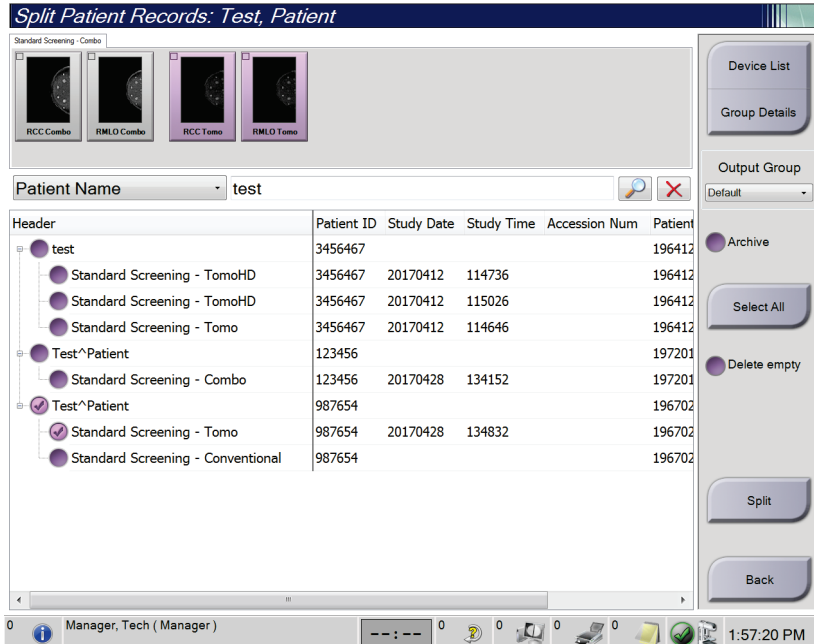 Split Patient Records: Test, Patient
Standard Screening - Combo
RCC Combo RMLO Combo RCC Tomo RMLO Tomo
Device List
Group Details
Output Group
Default
Patient Name test
Header Patient ID Study Date Study Time Accession Num Patient
test 3456467 196412
Standard Screening - TomoHD 3456467 20170412 114736 196412
Standard Screening - TomoHD 3456467 20170412 115026 196412
Standard Screening - Tomo 3456467 20170412 114646 196412
Test^Patient 123456 197201
Standard Screening - Combo 123456 20170428 134152 197201
Test^Patient 987654 196702
Standard Screening - Tomo 987654 20170428 134832 196702
Standard Screening - Conventional 987654 196702
Archive
Select All
Delete empty
Split
Back
0 Manager, Tech ( Manager ) --:-- 0 0 0 0 1:57:20 PM